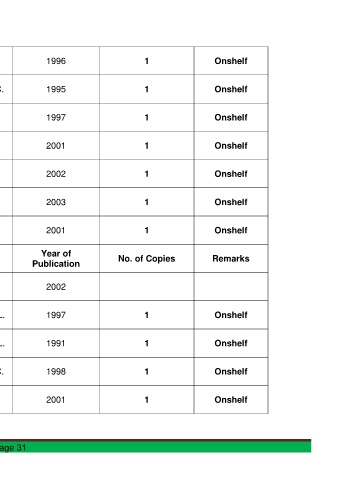 1996 1 Onshelf
. 1995 1 Onshelf
1997 1 Onshelf
2001 1 Onshelf
2002 1 Onshelf
2003 1 Onshelf
2001 1 Onshelf
Year of
Publication No. of Copies Remarks
2002
. 1997 1 Onshelf
. 1991 1 Onshelf
. 1998 1 Onshelf
2001 1 Onshelf
age 31